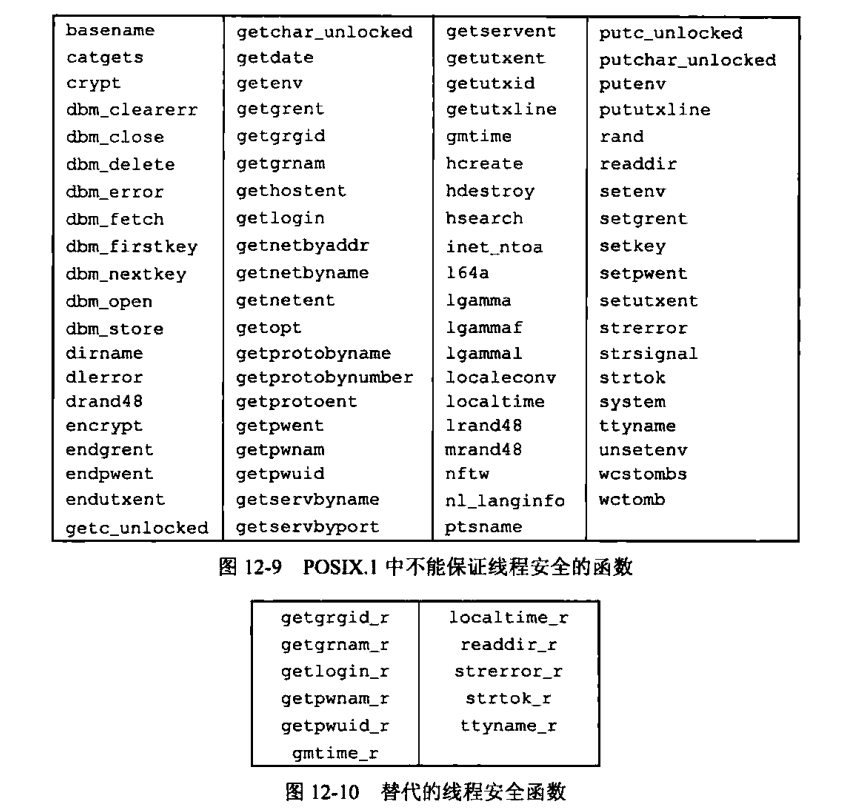 basename getchar_unlocked getservent putc_unlocked
catgets getdate getutxent putchar_unlocked
crypt getenv getutxid putenv
dbm_clearerr getgrent getutxline pututxline
dbm_close getgrgid gmtime rand
dbm_delete getgrnam hcreate readdir
dbm_error gethostent hdestroy setenv
dbm_fetch getlogin hsearch setgrent
dbm_firstkey getnetbyaddr inet_ntoa setkey
dbm_nextkey getnetbyname l64a setpwent
dbm_open getnetent lgamma setutxent
dbm_store getopt lgammaf strerror
dirname getprotobyname lgammal strsignal
dlerror getprotobynumber localeconv strtok
drand48 getprotoent localtime system
encrypt getpwent lrand48 ttyname
endgrent getpwnam mrand48 unsetenv
endpwent getpwuid nftw wcstombs
endutxent getservbyname nl_langinfo wctomb
getc_unlocked getservbyport ptsname
图 12-9 POSIX.1 中不能保证线程安全的函数
getgrgid_r localtime_r
getgrnam_r readdir_r
getlogin_r strerror_r
getpwnam_r strtok_r
getpwuid_r ttyname_r
gmtime_r
图 12-10 替代的线程安全函数